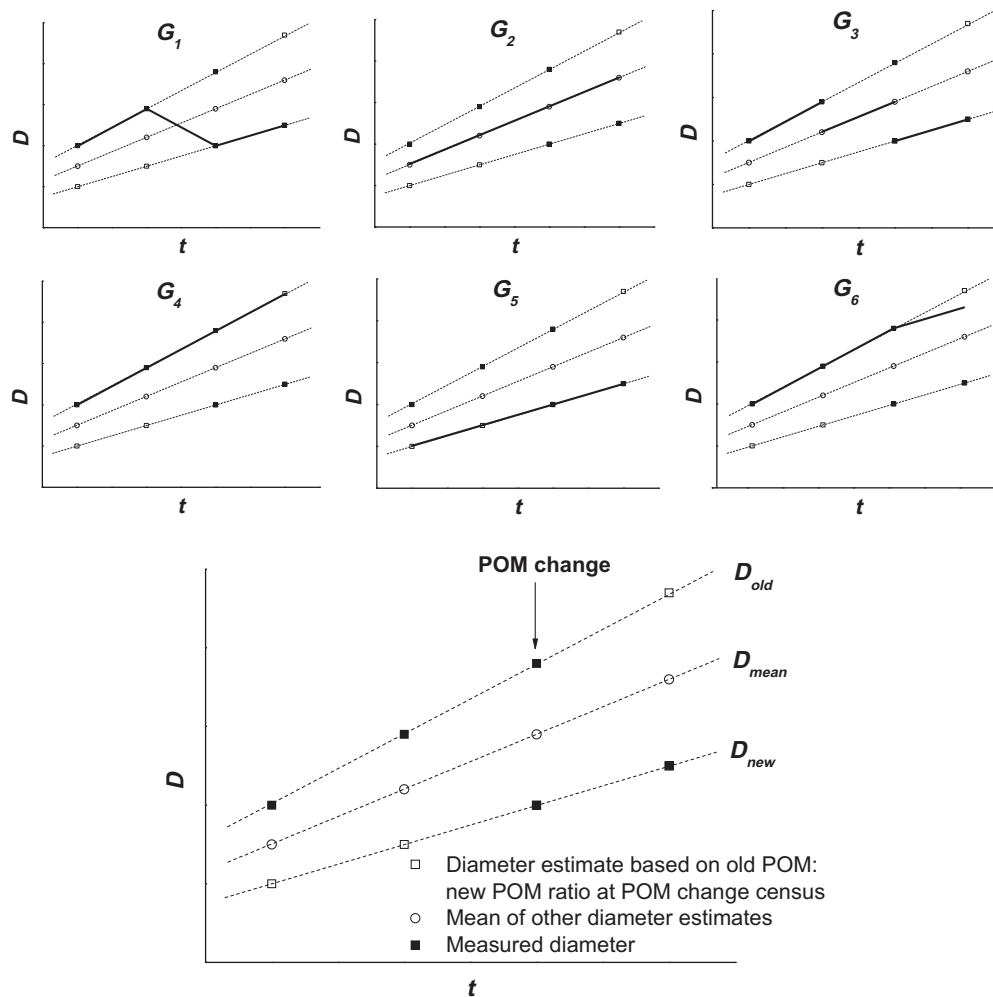 G1
G2
G3
D
D
D
t
t
t
G4
G5
G6
D
D
D
t
t
t
POM change
Dold
Dmean
Dnew
D
Diameter estimate based on old POM:
new POM ratio at POM change census
Mean of other diameter estimates
Measured diameter
t